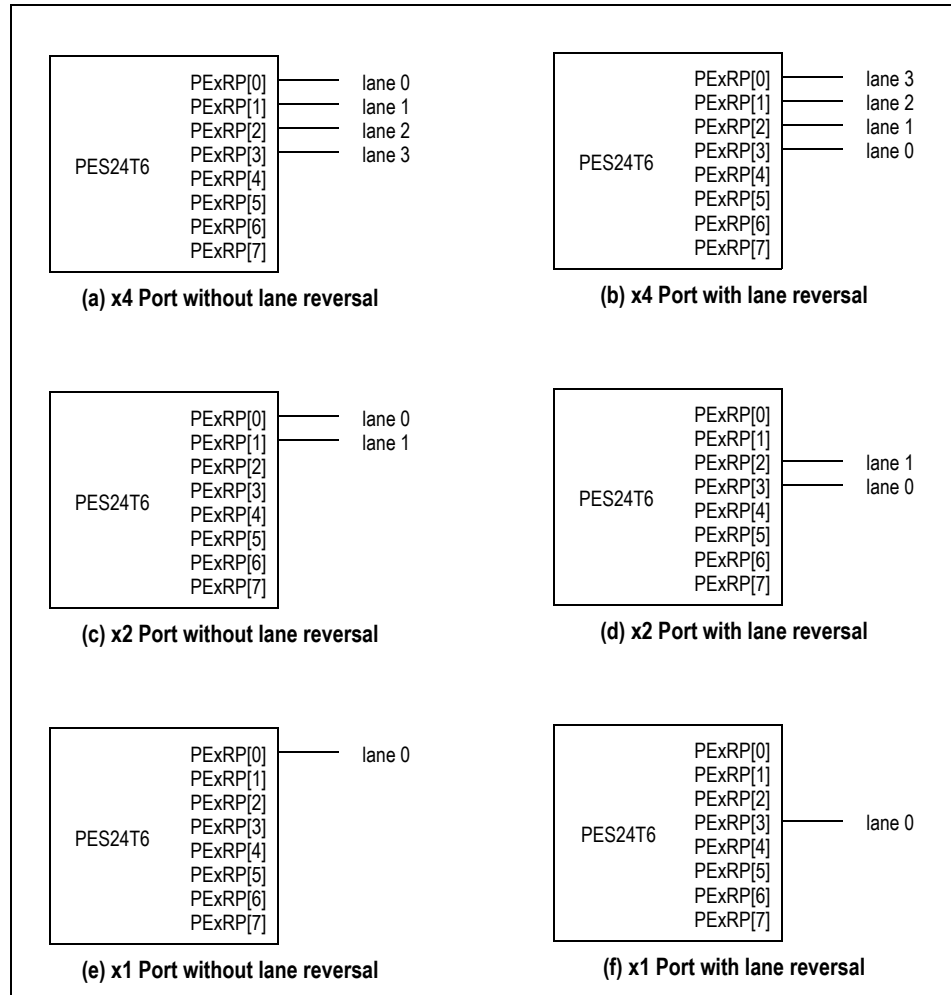 PES24T6
PExRP[0] lane 0
PExRP[1] lane 1
PExRP[2] lane 2
PExRP[3] lane 3
PExRP[4]
PExRP[5]
PExRP[6]
PExRP[7]
(a) x4 Port without lane reversal
PES24T6
PExRP[0] lane 3
PExRP[1] lane 2
PExRP[2] lane 1
PExRP[3] lane 0
PExRP[4]
PExRP[5]
PExRP[6]
PExRP[7]
(b) x4 Port with lane reversal
PES24T6
PExRP[0] lane 0
PExRP[1] lane 1
PExRP[2]
PExRP[3]
PExRP[4]
PExRP[5]
PExRP[6]
PExRP[7]
(c) x2 Port without lane reversal
PES24T6
PExRP[0]
PExRP[1]
PExRP[2] lane 1
PExRP[3] lane 0
PExRP[4]
PExRP[5]
PExRP[6]
PExRP[7]
(d) x2 Port with lane reversal
PES24T6
PExRP[0] lane 0
PExRP[1]
PExRP[2]
PExRP[3]
PExRP[4]
PExRP[5]
PExRP[6]
PExRP[7]
(e) x1 Port without lane reversal
PES24T6
PExRP[0]
PExRP[1]
PExRP[2]
PExRP[3] lane 0
PExRP[4]
PExRP[5]
PExRP[6]
PExRP[7]
(f) x1 Port with lane reversal